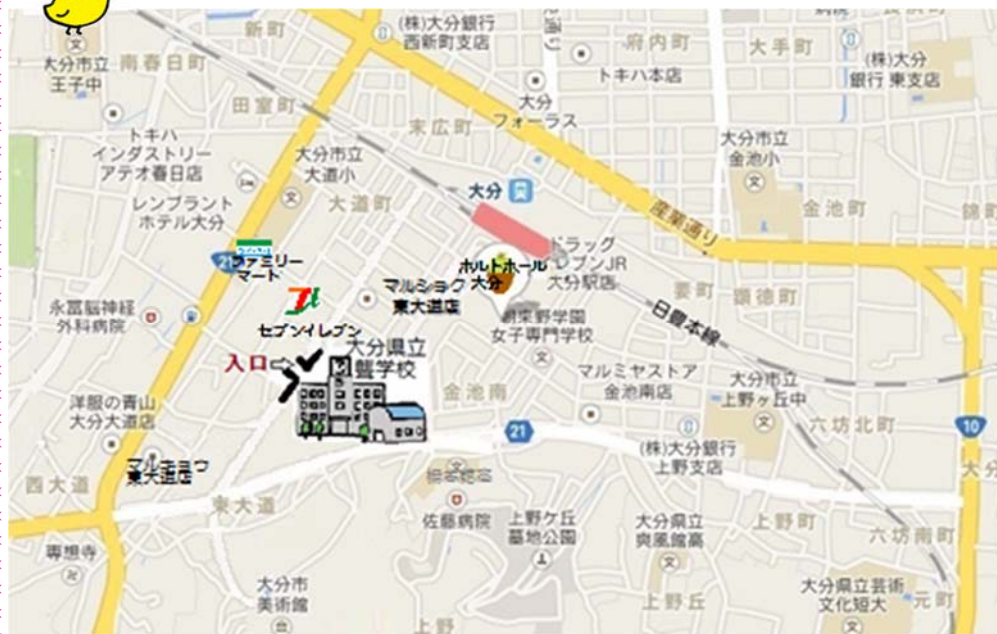 新町
(株)大分銀行
西新町支店
府内町
大手町
トキハ本店
(株)大分
銀行 東支店
大分市立
王子中
南春日町
田室町
末広町
大分
フォーラス
トキハ
インダストリー
アテオ春日店
大分市立
大道小
大分市立
金池小
レンブラント
ホテル大分
大道町
大分
産業通り
金池町
21
ファミリー
マート
マルショク
東大道店
ホルトホール
大分
ドラッグ
レブンJR
大分駅店
要町
顕徳町
永冨脳神経
外科病院
セブンイレブン
女子専門学校
日豊本線
入口
大分県立
聾学校
金池南
マルミヤストア
金池南店
大分市立
上野ヶ丘中
洋服の青山
大分大道店
21
六坊北町
10
(株)大分銀行
上野支店
東大道店
西大道
東大道
佐藤病院
上野ケ丘
墓地公園
大分県立
爽風館高
上野町
六坊南町
専想寺
大分市
美術館
上野
上野丘
大分県立芸術
文化短大
元町